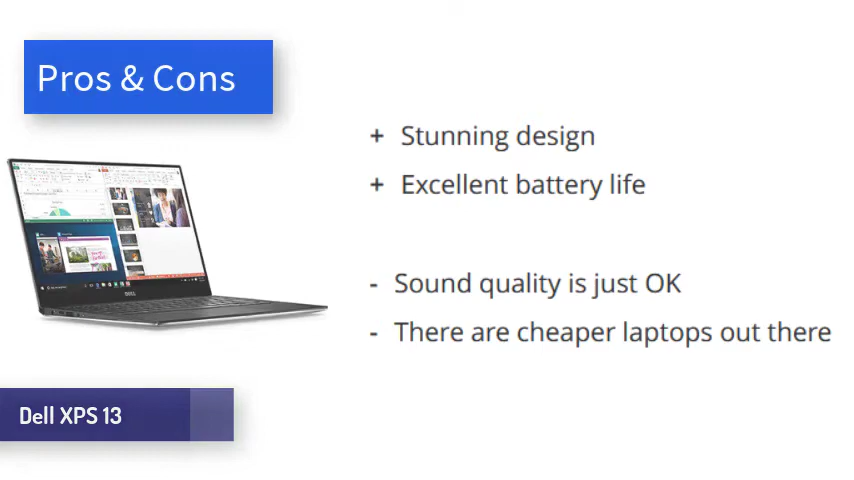 Pros & Cons
+ Stunning design
+ Excellent battery life
- Sound quality is just OK
- There are cheaper laptops out there
DELL
Dell XPS 13